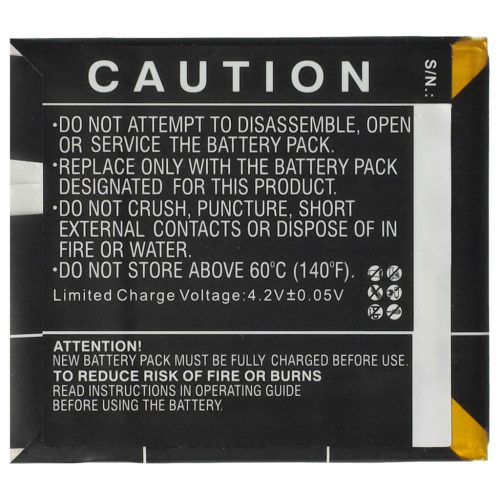 CAUTION
S/N.:
•DO NOT ATTEMPT TO DISASSEMBLE, OPEN
OR SERVICE THE BATTERY PACK.
•REPLACE ONLY WITH THE BATTERY PACK
DESIGNATED FOR THIS PRODUCT.
•DO NOT CRUSH, PUNCTURE, SHORT
EXTERNAL CONTACTS OR DISPOSE OF IN
FIRE OR WATER.
•DO NOT STORE ABOVE 60°C (140°F).
Limited Charge Voltage:4.2V±0.05V
ATTENTION!
NEW BATTERY PACK MUST BE FULLY CHARGED BEFORE USE.
TO REDUCE RISK OF FIRE OR BURNS
READ INSTRUCTIONS IN OPERATING GUIDE
BEFORE USING THE BATTERY.